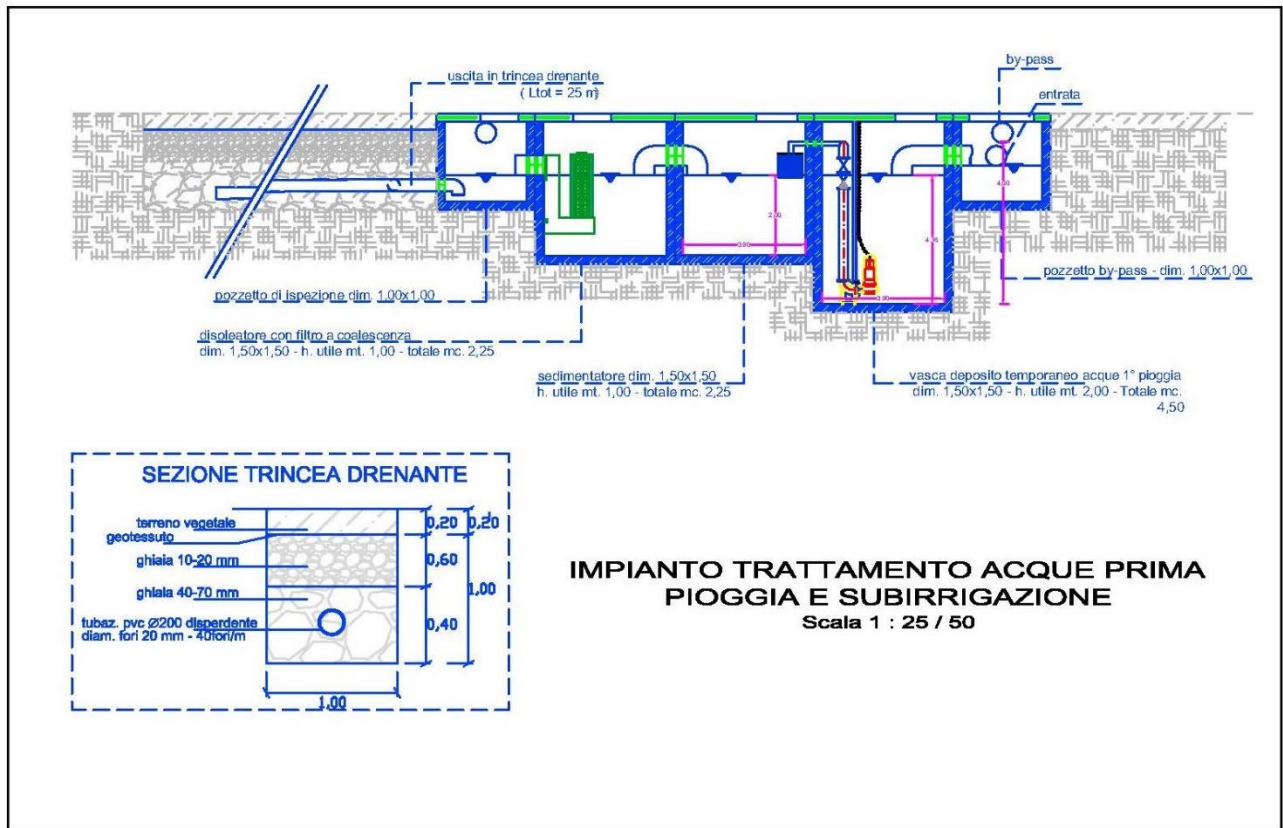 by-pass
uscita in trincea drenante
( Ltot = 25 m)
entrata
pozzetto by-pass - dim. 1,00x1,00
pozzetto di ispezione dim. 1,00x1,00
disoleatore con filtro a coalescenza
dim. 1,50x1,50 - h. utile mt. 1,00 - totale mc. 2,25
sedimentatore dim. 1,50x1,50
h. utile mt. 1,00 - totale mc. 2,25
vasca deposito temporaneo acque 1° pioggia
dim. 1,50x1,50 - h. utile mt. 2,00 - Totale mc.
4,50
SEZIONE TRINCEA DRENANTE
terreno vegetale
geotessuto
ghiaia 10-20 mm
ghiaia 40-70 mm
tubaz. pvc Ø200 disperdente
diam. fori 20 mm - 40fori/m
0,20 0,20
0,60
1,00
0,40
1,00
IMPIANTO TRATTAMENTO ACQUE PRIMA
PIOGGIA E SUBIRRIGAZIONE
Scala 1 : 25 / 50